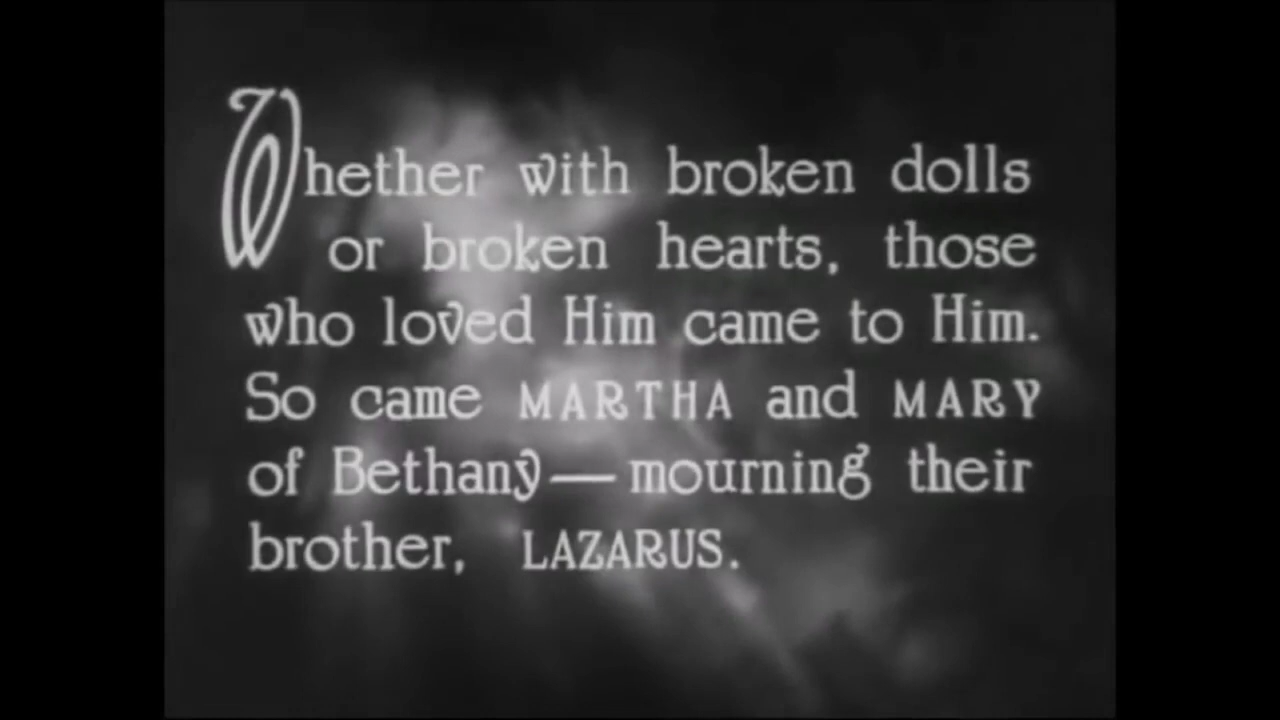 Whether with broken dolls
or broken hearts, those
who loved Him came to Him.
So came MARTHA and MARY
of Bethany — mourning their
brother, LAZARUS.